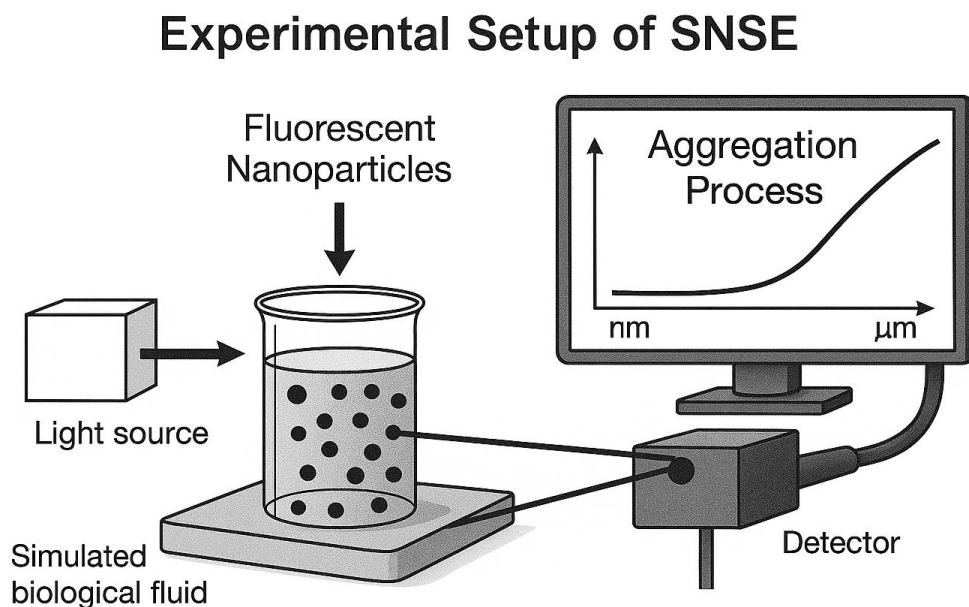 Experimental Setup of SNSE
Fluorescent
Nanoparticles
Aggregation
Process
nm
μm
Light source
Simulated
biological fluid
Detector